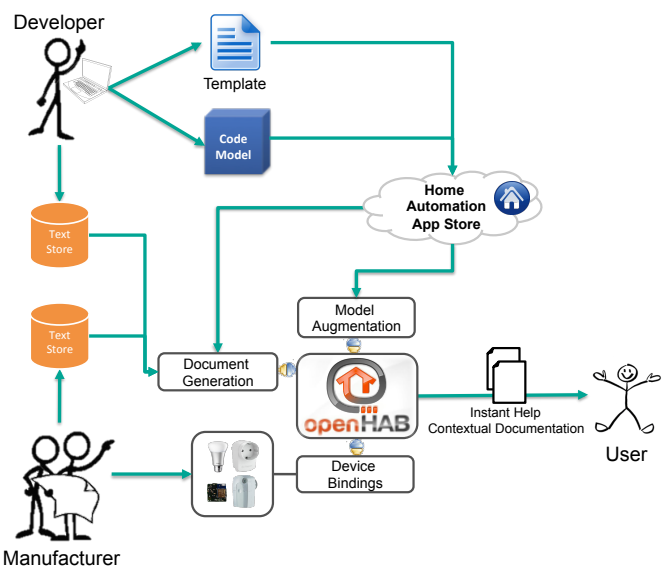 Developer
Template
Code
Model
Home
Automation
App Store
Text
Store
Text
Store
Model
Augmentation
Document
Generation
openHAB
Instant Help
Contextual Documentation
User
Device
Bindings
Manufacturer